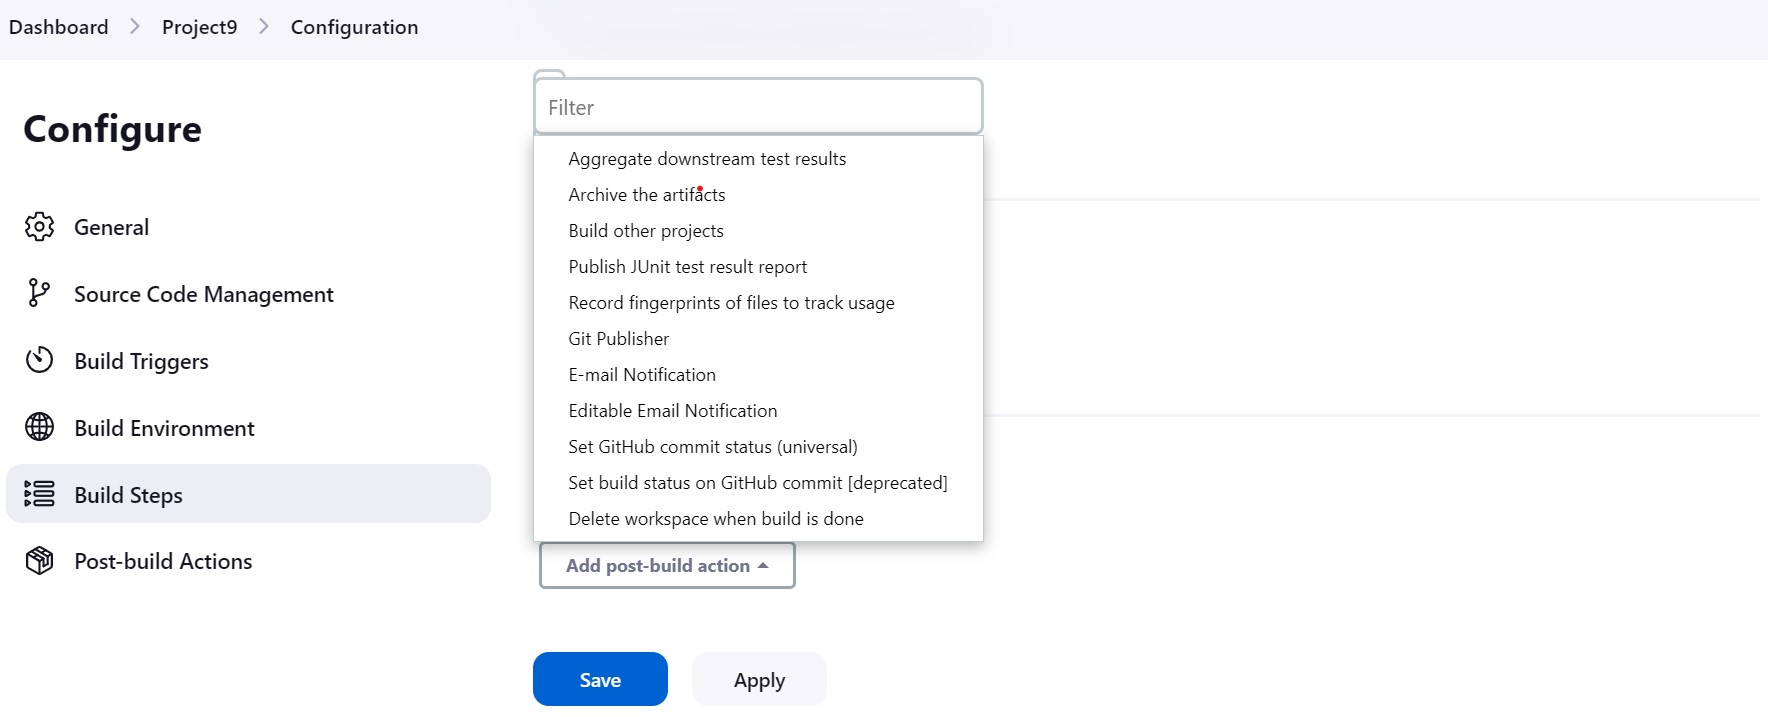 Dashboard > Project9 > Configuration
Configure
General
Source Code Management
Build Triggers
Build Environment
Build Steps
Post-build Actions
Filter
Aggregate downstream test results
Archive the artifacts
Build other projects
Publish JUnit test result report
Record fingerprints of files to track usage
Git Publisher
E-mail Notification
Editable Email Notification
Set GitHub commit status (universal)
Set build status on GitHub commit [deprecated]
Delete workspace when build is done
Add post-build action
Save Apply